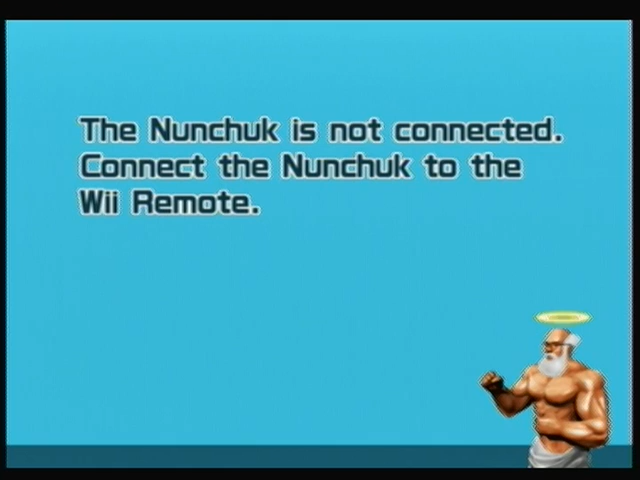 The Nunchuk is not connected.
Connect the Nunchuk to the
Wii Remote.